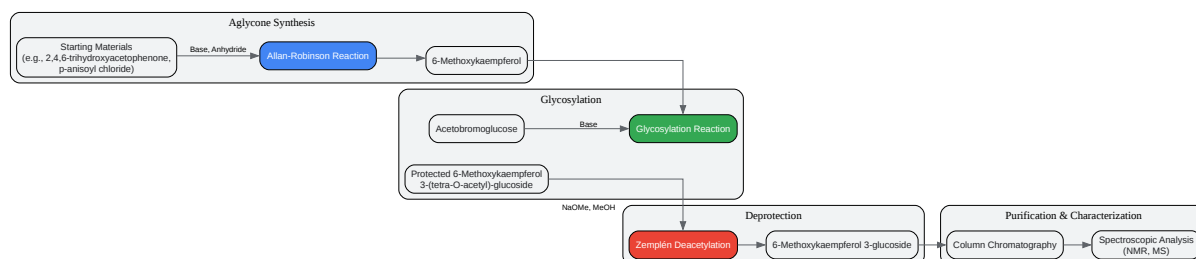 Aglycone Synthesis
Starting Materials
(e.g., 2,4,6-trihydroxyacetophenone,
p-anisoyl chloride)
Base, Anhydride
Allan-Robinson Reaction
6-Methoxykaempferol
Glycosylation
Acetobromoglucose
Base
Glycosylation Reaction
Protected 6-Methoxykaempferol
3-(tetra-O-acetyl)-glucoside
NaOMe, MeOH
Deprotection
Zemplén Deacetylation
6-Methoxykaempferol 3-glucoside
Purification & Characterization
Column Chromatography
Spectroscopic Analysis
(NMR, MS)